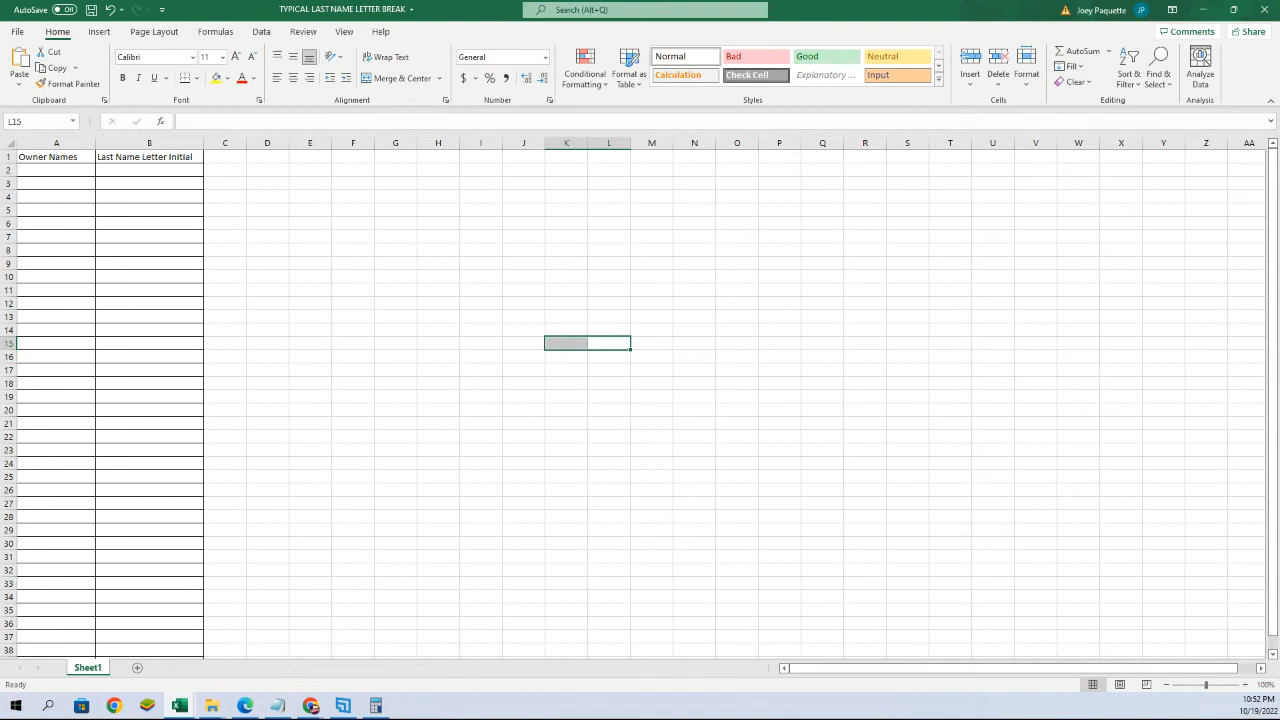 AutoSave Off TYPICAL LAST NAME LETTER BREAK Search (Alt+Q) Joey Paquette JP
File Home Insert Page Layout Formulas Data Review View Help Comments Share
Paste Cut Copy Format Painter Clipboard
Calibri 11 B I U A Font
Wrap Text Merge & Center Alignment
General $ % , Number
Conditional Formatting Format as Table
Normal Bad Good Neutral
Calculation Check Cell Explanatory ... Input
Styles
Insert Delete Format Cells
AutoSum Fill Clear Sort & Filter Find & Select Editing
Analyze Data Analysis
L15 fx
A B C D E F G H I J K L M N O P Q R S T U V W X Y Z AA
1 Owner Names Last Name Letter Initial
2
3
4
5
6
7
8
9
10
11
12
13
14
15
16
17
18
19
20
21
22
23
24
25
26
27
28
29
30
31
32
33
34
35
36
37
38
Sheet1
Ready 100%
10:52 PM
10/19/2022